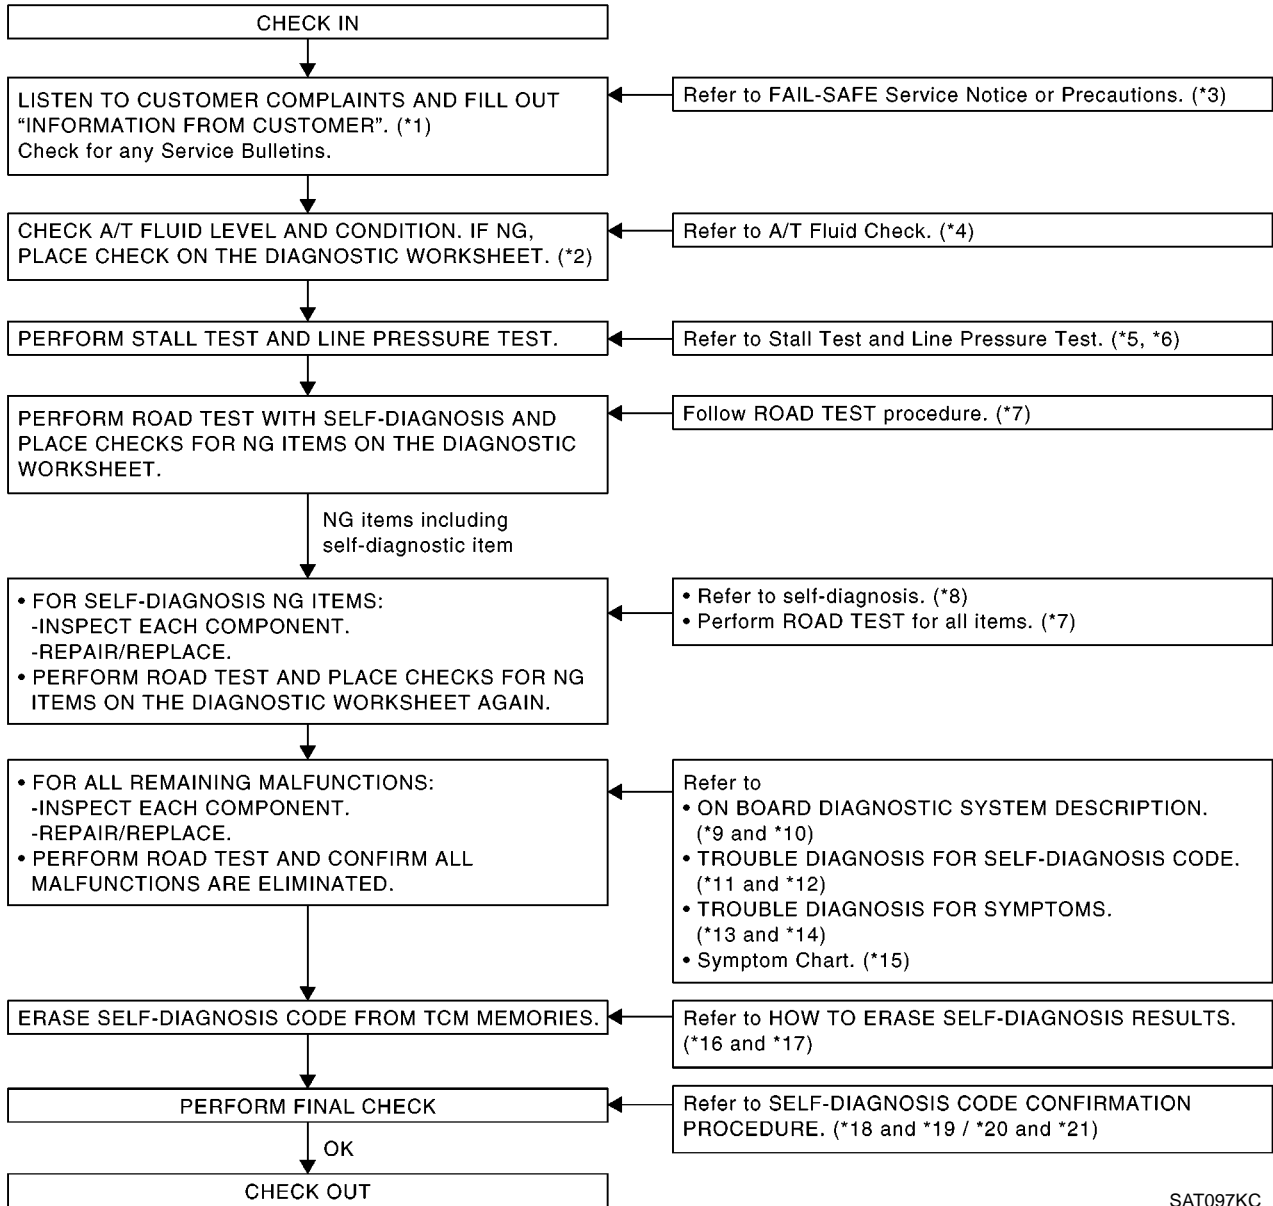 CHECK IN
LISTEN TO CUSTOMER COMPLAINTS AND FILL OUT
“INFORMATION FROM CUSTOMER”. (*1)
Check for any Service Bulletins.
Refer to FAIL-SAFE Service Notice or Precautions. (*3)
CHECK A/T FLUID LEVEL AND CONDITION. IF NG,
PLACE CHECK ON THE DIAGNOSTIC WORKSHEET. (*2)
Refer to A/T Fluid Check. (*4)
PERFORM STALL TEST AND LINE PRESSURE TEST.
Refer to Stall Test and Line Pressure Test. (*5, *6)
PERFORM ROAD TEST WITH SELF-DIAGNOSIS AND
PLACE CHECKS FOR NG ITEMS ON THE DIAGNOSTIC
WORKSHEET.
Follow ROAD TEST procedure. (*7)
NG items including
self-diagnostic item
• FOR SELF-DIAGNOSIS NG ITEMS:
-INSPECT EACH COMPONENT.
-REPAIR/REPLACE.
• PERFORM ROAD TEST AND PLACE CHECKS FOR NG
ITEMS ON THE DIAGNOSTIC WORKSHEET AGAIN.
• Refer to self-diagnosis. (*8)
• Perform ROAD TEST for all items. (*7)
• FOR ALL REMAINING MALFUNCTIONS:
-INSPECT EACH COMPONENT.
-REPAIR/REPLACE.
• PERFORM ROAD TEST AND CONFIRM ALL
MALFUNCTIONS ARE ELIMINATED.
Refer to
• ON BOARD DIAGNOSTIC SYSTEM DESCRIPTION.
(*9 and *10)
• TROUBLE DIAGNOSIS FOR SELF-DIAGNOSIS CODE.
(*11 and *12)
• TROUBLE DIAGNOSIS FOR SYMPTOMS.
(*13 and *14)
• Symptom Chart. (*15)
ERASE SELF-DIAGNOSIS CODE FROM TCM MEMORIES.
Refer to HOW TO ERASE SELF-DIAGNOSIS RESULTS.
(*16 and *17)
PERFORM FINAL CHECK
Refer to SELF-DIAGNOSIS CODE CONFIRMATION
PROCEDURE. (*18 and *19 / *20 and *21)
OK
CHECK OUT
SAT097KC